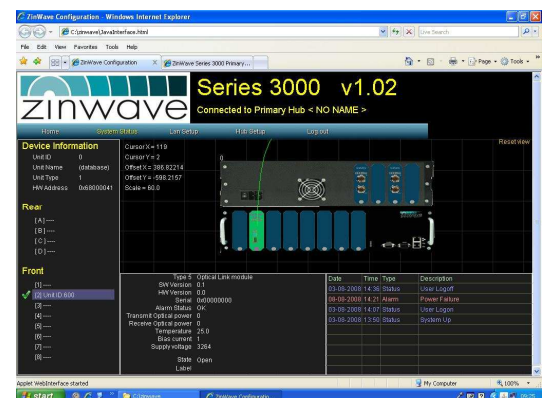 ZinWave Configuration - Windows Internet Explorer
C:\zinwave\JavaInterface.html
Live Search
File Edit View Favorites Tools Help
ZinWave Configuration
ZinWave Series 3000 Primary...
Page
Tools
zinwave
Series 3000 v1.02
Connected to Primary Hub < NO NAME >
Home System Status Lan Setup Hub Setup Logout
Device Information
Unit ID 0
Unit Name (database)
Unit Type 1
HW Address 0x68000041
Rear
[A]----
[B]----
[C]----
[D]----
Front
[1]----
[2] Unit ID 600
[3]----
[4]----
[5]----
[6]----
[7]----
[8]----
Cursor X = 119
Cursor Y = 2
Offset X = 386.82214
Offset Y = -598.2157
Scale = 60.0
Reset view
Type 5 Optical Link module
SW Version 0.1
HW Version 0.0
Serial 0x00000000
Alarm Status OK
Transmit Optical power 0
Receive Optical power 0
Temperature 25.0
Bias current 1
Supply voltage 3264
State Open
Label
Date Time Type Description
03-08-2008 14:36 Status User Logoff
08-08-2008 14:21 Alarm Power Failure
03-08-2008 14:07 Status User Logon
03-08-2008 13:50 Status System Up
Applet WebInterface started
My Computer
100%
start
C:\zinwave
ZinWave Configuratio...
09:25